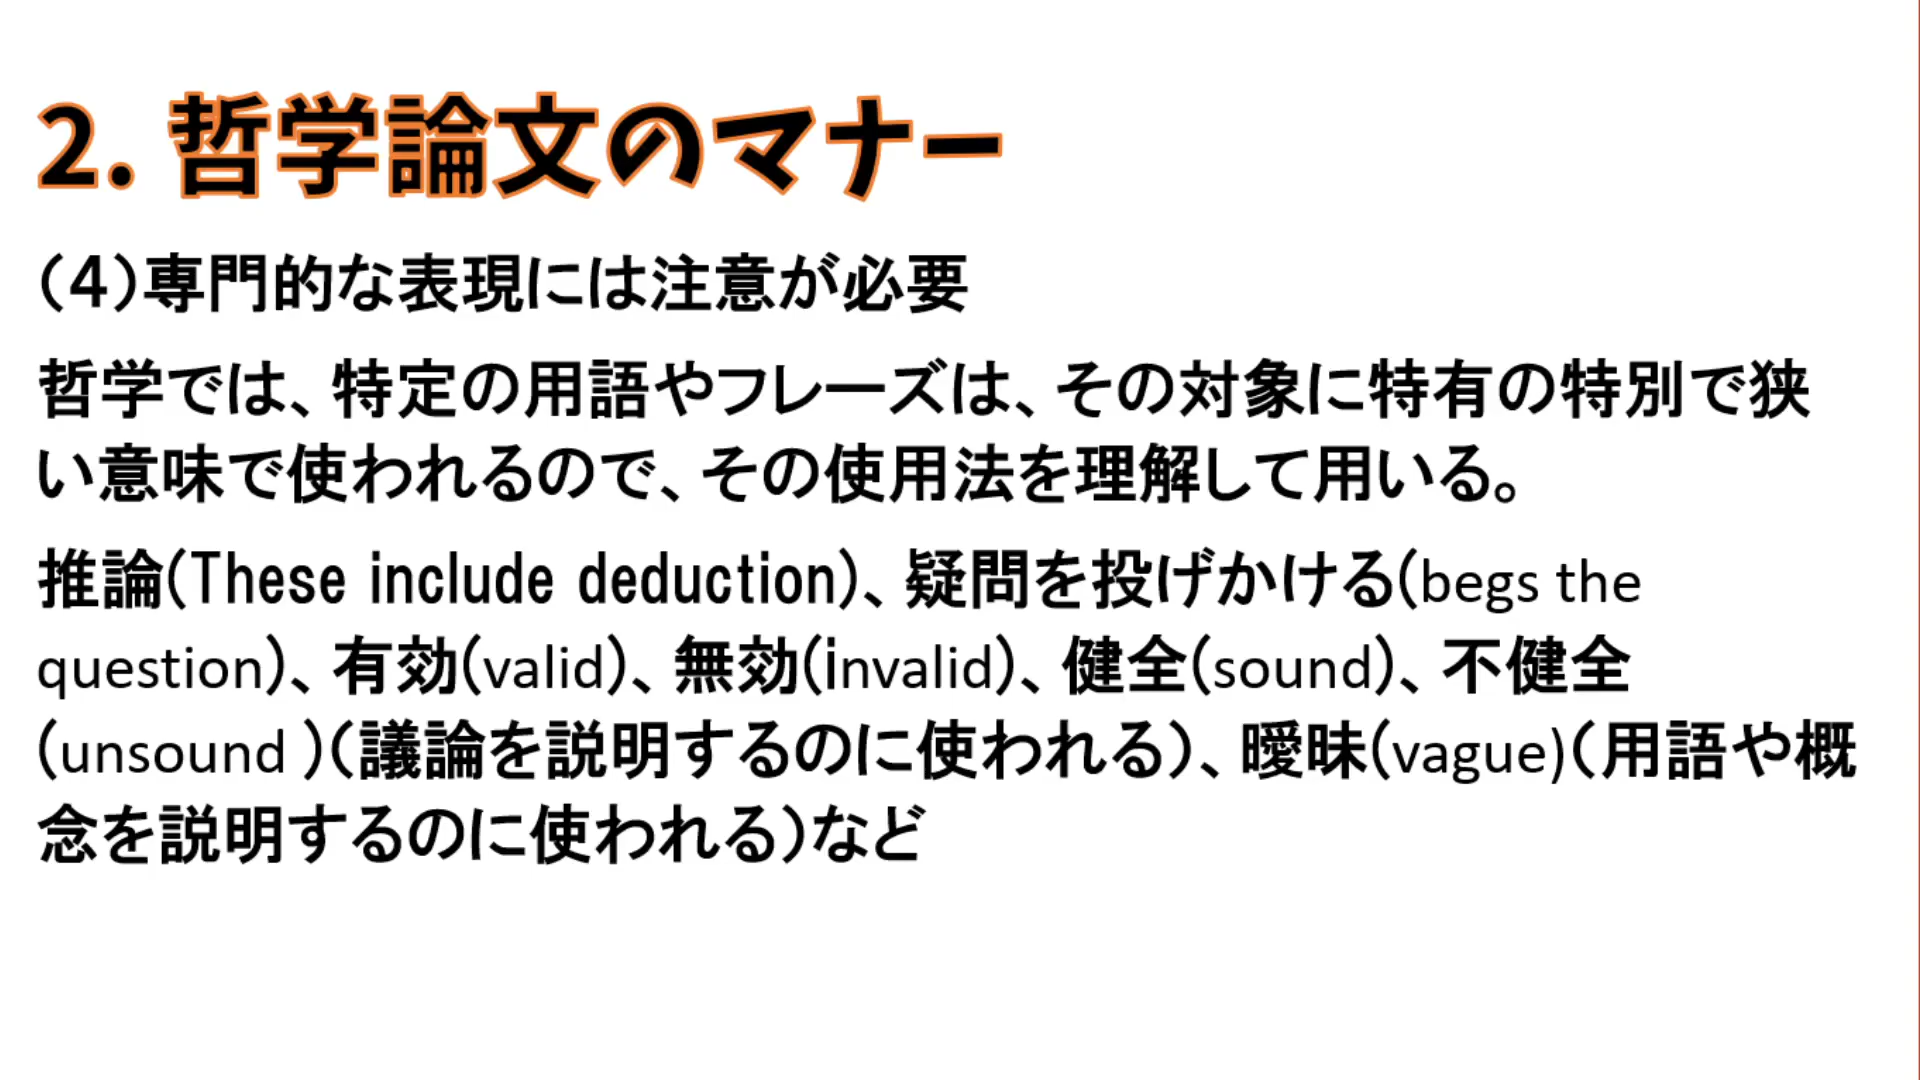 2. 哲学論文のマナー
（４）専門的な表現には注意が必要
哲学では、特定の用語やフレーズは、その対象に特有の特別で狭
い意味で使われるので、その使用法を理解して用いる。
推論(These include deduction)、疑問を投げかける(begs the
question)、有効(valid)、無効(invalid)、健全(sound)、不健全
(unsound )（議論を説明するのに使われる）、曖昧(vague)（用語や概
念を説明するのに使われる）など